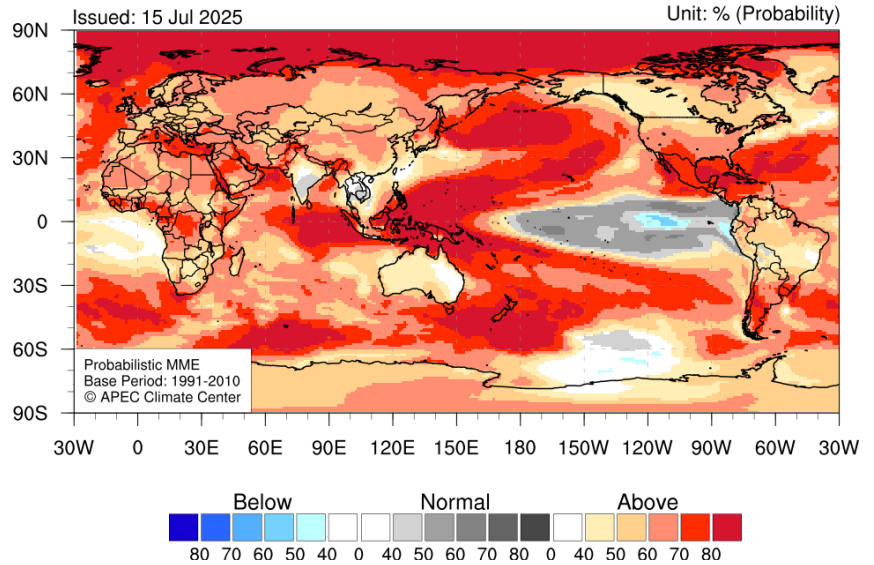 Issued: 15 Jul 2025
Unit: % (Probability)
90N
60N
30N
0
30S
60S
90S
Probabilistic MME
Base Period: 1991-2010
© APEC Climate Center
30W 0 30E 60E 90E 120E 150E 180 150W 120W 90W 60W 30W
Below Normal Above
80 70 60 50 40 0 40 50 60 70 80 0 40 50 60 70 80